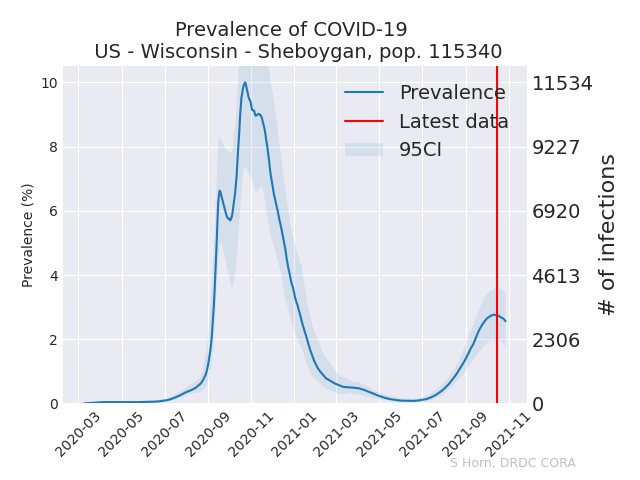 Prevalence of COVID-19
US - Wisconsin - Sheboygan, pop. 115340
Prevalence
Latest data
95CI
Prevalence (%)
10
8
6
4
2
0
11534
9227
6920
4613
2306
0
# of infections
2020-03
2020-05
2020-07
2020-09
2020-11
2021-01
2021-03
2021-05
2021-07
2021-09
2021-11
S Horn, DRDC CORA